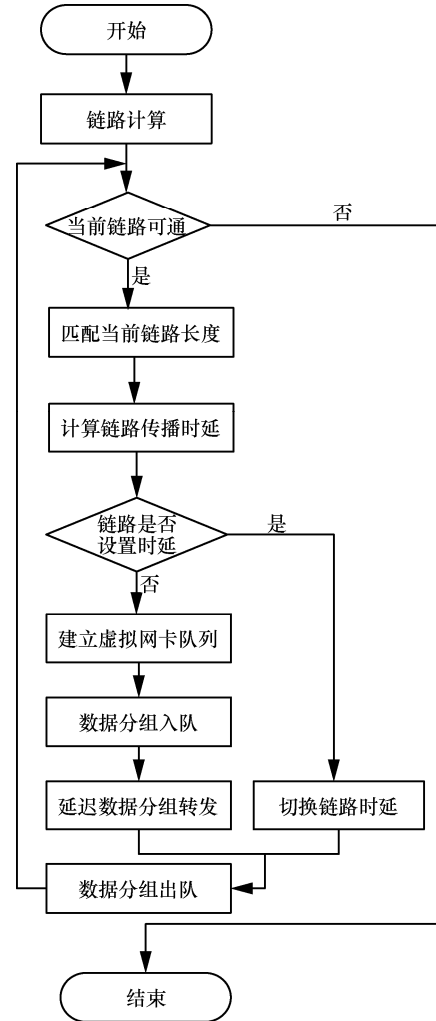 开始
链路计算
当前链路可通
否
是
匹配当前链路长度
计算链路传播时延
链路是否
设置时延
是
否
建立虚拟网卡队列
数据分组入队
延迟数据分组转发
切换链路时延
数据分组出队
结束